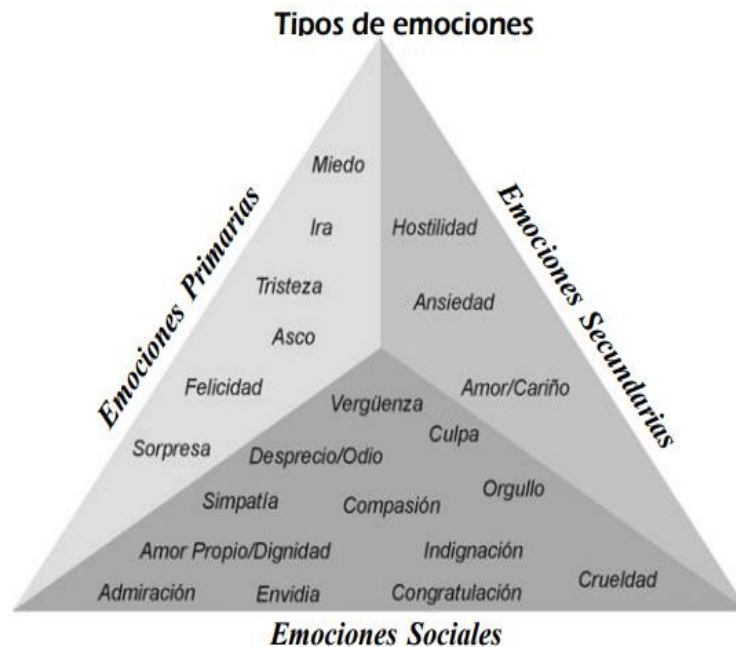 Tipos de emociones
Emociones Primarias
Miedo
Ira
Tristeza
Asco
Felicidad
Sorpresa
Emociones Secundarias
Hostilidad
Ansiedad
Amor/Cariño
Vergüenza
Culpa
Desprecio/Odio
Orgullo
Simpatía
Compasión
Amor Propio/Dignidad
Indignación
Crueldad
Admiración
Envidia
Congratulación
Emociones Sociales